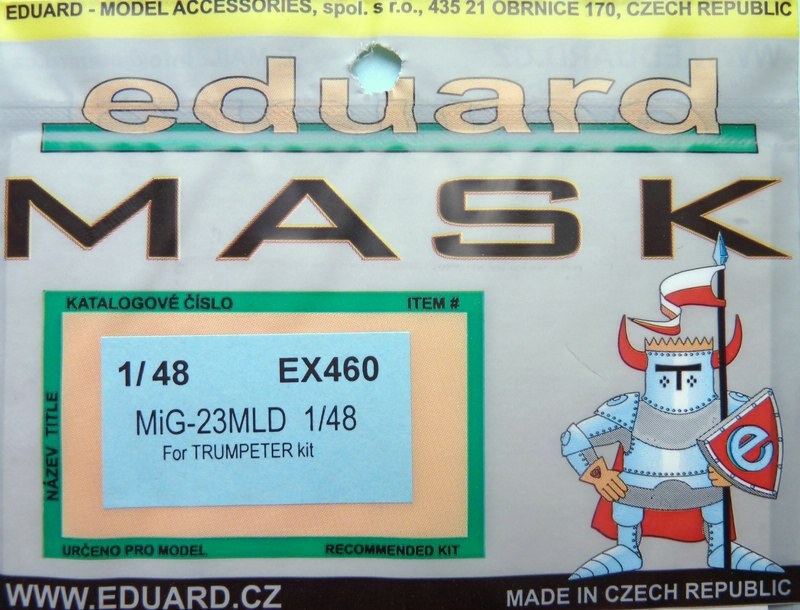 EDUARD - MODEL ACCESSORIES, spol. s r.o., 435 21 OBRNICE 170, CZECH REPUBLIC
eduard
MASK
KATALOGOVÉ ČÍSLO ITEM #
1/48 EX460
MiG-23MLD 1/48
For TRUMPETER kit
NÁZEV TITLE
e
URČENO PRO MODEL RECOMMENDED KIT
WWW.EDUARD.CZ MADE IN CZECH REPUBLIC